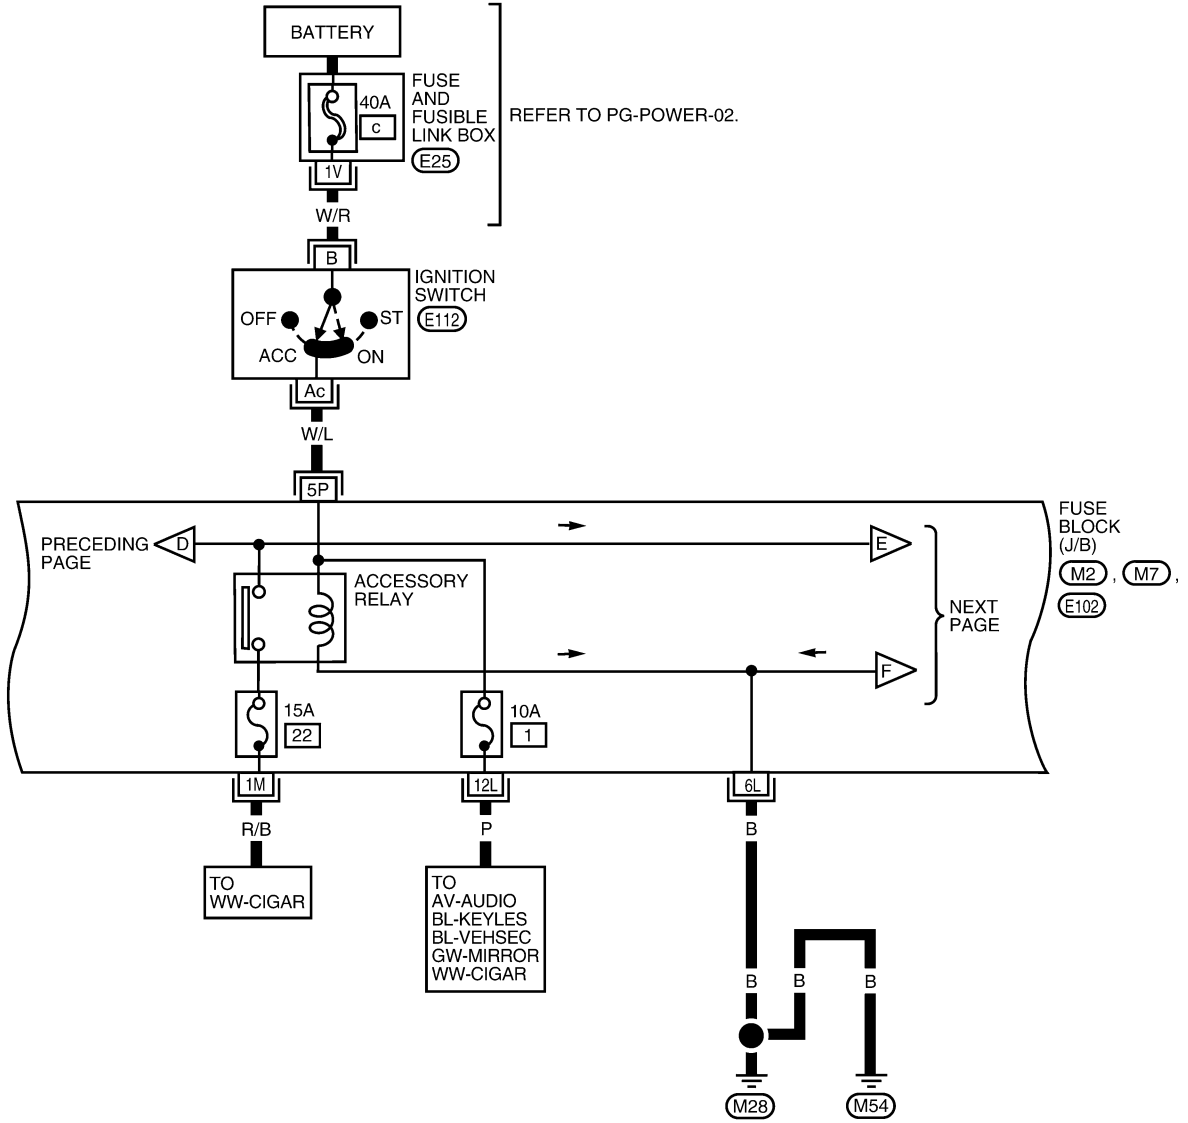 BATTERY
40A
c
FUSE
AND
FUSIBLE
LINK BOX
E25
REFER TO PG-POWER-02.
1V
W/R
B
IGNITION
SWITCH
E112
OFF
ST
ACC
ON
Ac
W/L
5P
PRECEDING
PAGE
D
E
ACCESSORY
RELAY
NEXT
PAGE
F
FUSE
BLOCK
(J/B)
M2 , M7 ,
E102
15A
22
10A
1
1M
12L
6L
R/B
P
B
TO
WW-CIGAR
TO
AV-AUDIO
BL-KEYLES
BL-VEHSEC
GW-MIRROR
WW-CIGAR
B
B
B
M28
M54